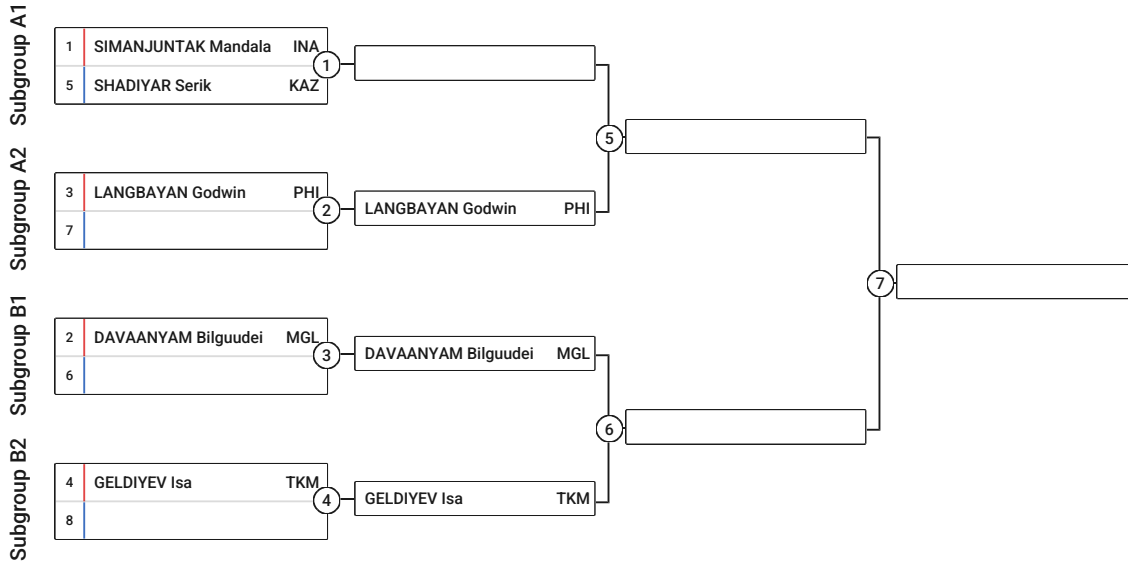 Subgroup A1
1 SIMANJUNTAK Mandala INA
5 SHADIYAR Serik KAZ
1
Subgroup A2
3 LANGBAYAN Godwin PHI
7
2
LANGBAYAN Godwin PHI
5
Subgroup B1
2 DAVAANYAM Bilguudei MGL
6
3
DAVAANYAM Bilguudei MGL
Subgroup B2
4 GELDIYEV Isa TKM
8
4
GELDIYEV Isa TKM
6
7